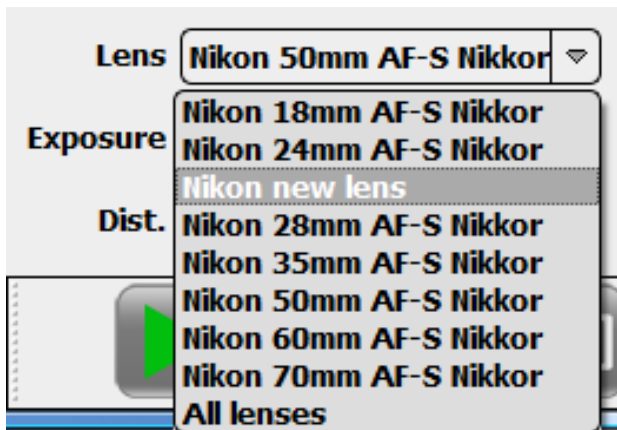 Lens
Nikon 50mm AF-S Nikkor
Nikon 18mm AF-S Nikkor
Exposure
Nikon 24mm AF-S Nikkor
Nikon new lens
Dist.
Nikon 28mm AF-S Nikkor
Nikon 35mm AF-S Nikkor
Nikon 50mm AF-S Nikkor
Nikon 60mm AF-S Nikkor
Nikon 70mm AF-S Nikkor
All lenses